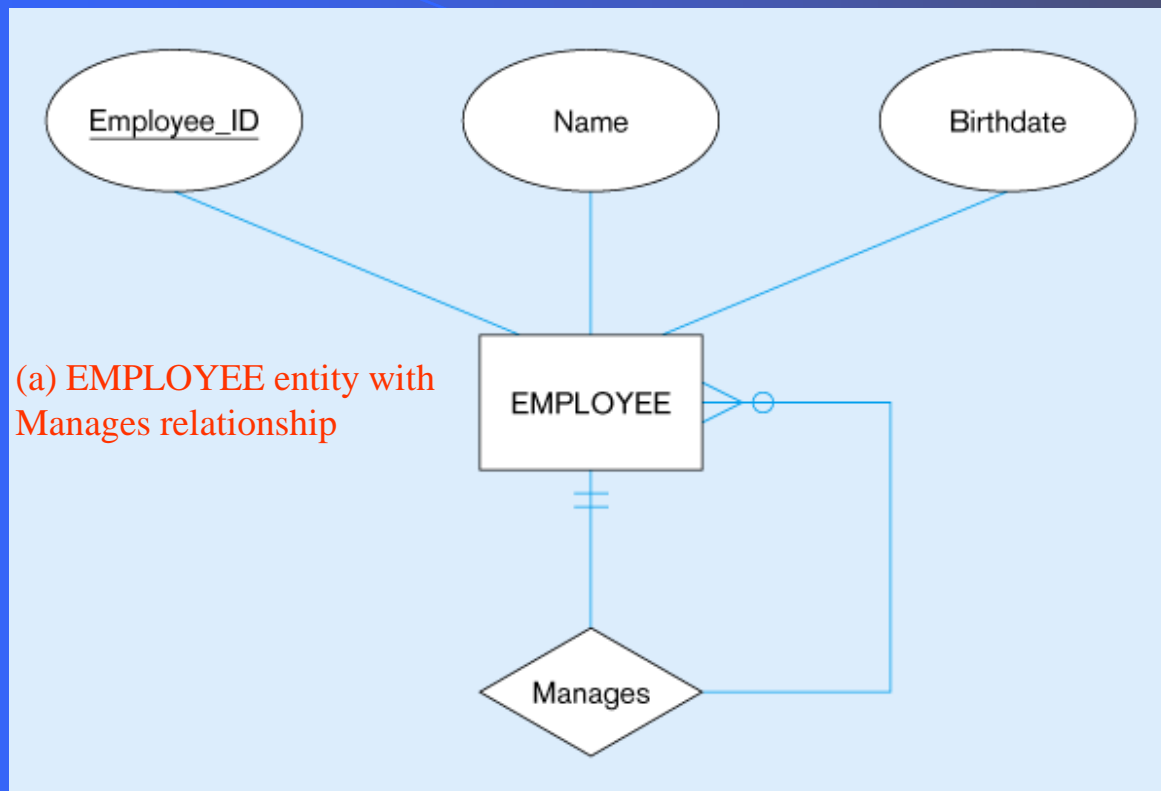 Employee_ID
Name
Birthdate
(a) EMPLOYEE entity with
Manages relationship
EMPLOYEE
Manages